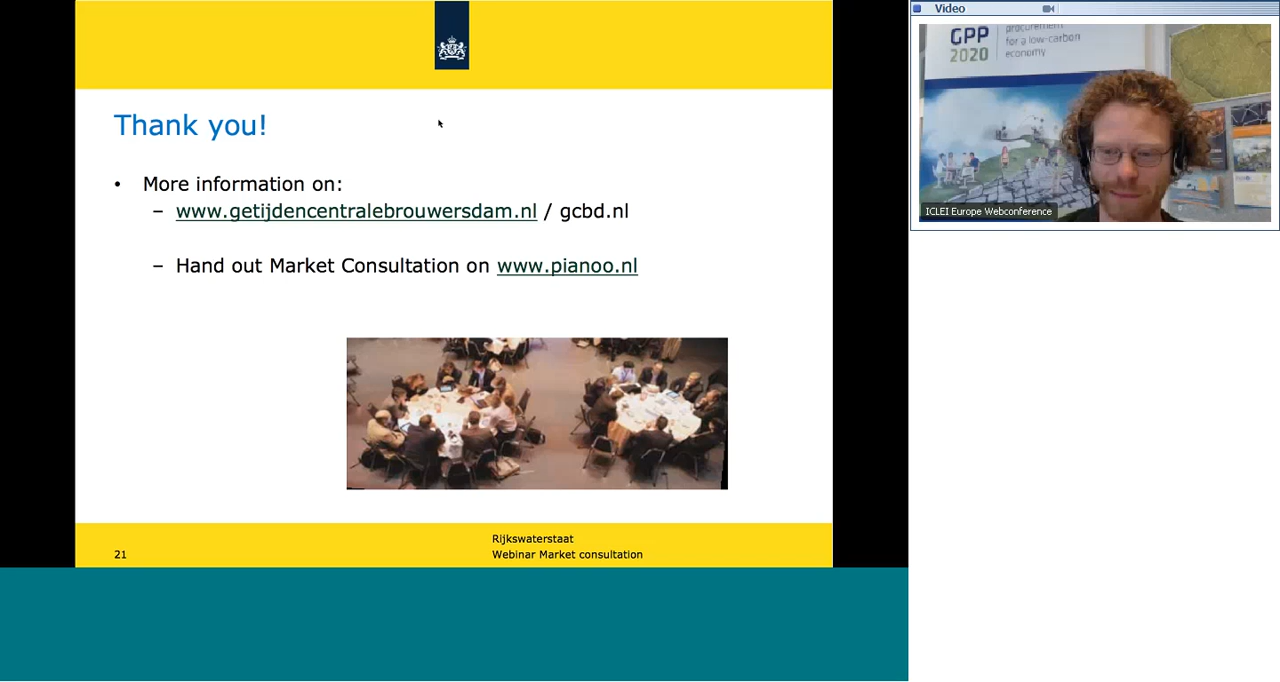 Thank you!
• More information on:
– www.getijdencentralebrouwersdam.nl / gcbd.nl
– Hand out Market Consultation on www.pianoo.nl
21
Rijkswaterstaat
Webinar Market consultation
Video
GPP
2020
procurement
for a low-carbon
economy
ICLEI Europe Webconference